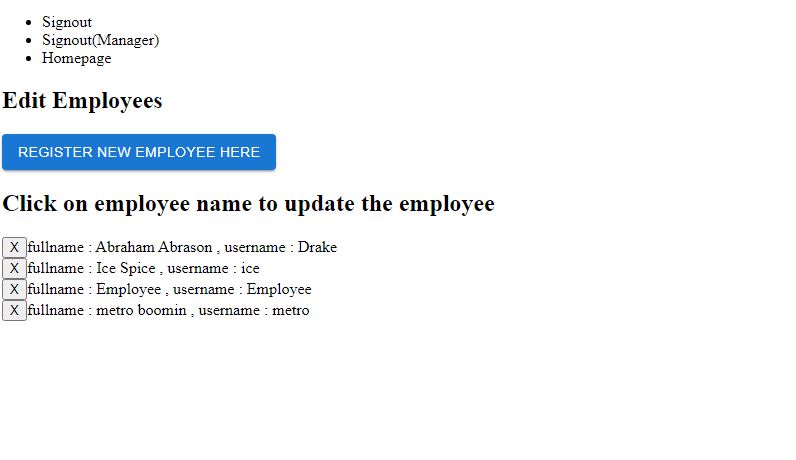 Signout
Signout(Manager)
Homepage
Edit Employees
REGISTER NEW EMPLOYEE HERE
Click on employee name to update the employee
X fullname : Abraham Abrason , username : Drake
X fullname : Ice Spice , username : ice
X fullname : Employee , username : Employee
X fullname : metro boomin , username : metro